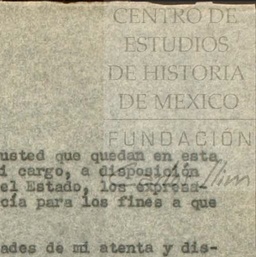 CENTRO DE
ESTUDIOS
DE HISTORIA
DE MEXICO
FUNDACIÓN
usted que quedan en esta
i cargo, a disposición
el Estado, los expresa-
cía para los fines a que
ades de mi atenta y dis-